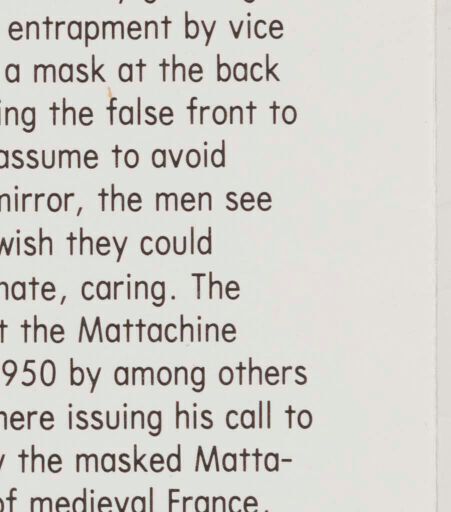 entrapment by vice
a mask at the back
ing the false front to
assume to avoid
mirror, the men see
wish they could
nate, caring. The
t the Mattachine
950 by among others
here issuing his call to
the masked Matta-
of medieval France.